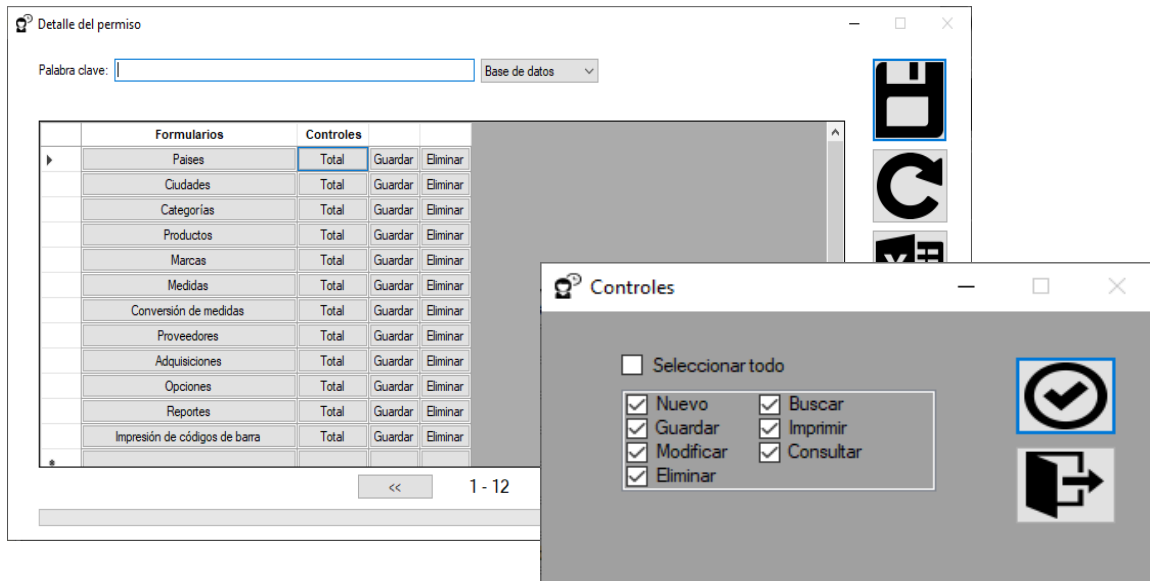 Detalle del permiso
Palabra clave: Base de datos
Formularios Controles
Paises Total Guardar Eliminar
Ciudades Total Guardar Eliminar
Categorías Total Guardar Eliminar
Productos Total Guardar Eliminar
Marcas Total Guardar Eliminar
Medidas Total Guardar Eliminar
Conversión de medidas Total Guardar Eliminar
Proveedores Total Guardar Eliminar
Adquisiciones Total Guardar Eliminar
Opciones Total Guardar Eliminar
Reportes Total Guardar Eliminar
Impresión de códigos de barra Total Guardar Eliminar
<< 1 - 12
Controles
Seleccionar todo
Nuevo Buscar
Guardar Imprimir
Modificar Consultar
Eliminar